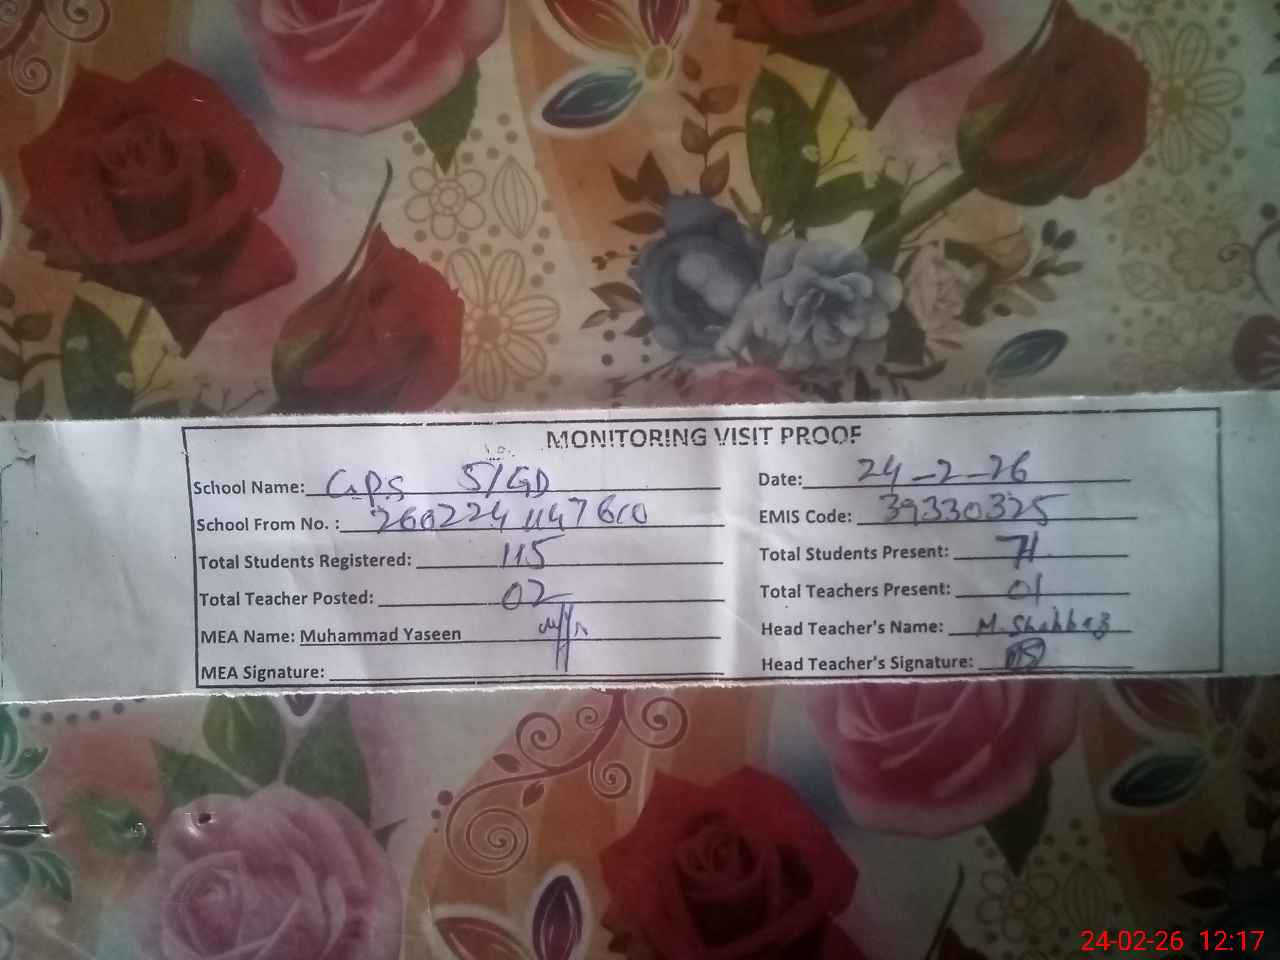 MONITORING VISIT PROOF
School Name: GPS 5/GD
Date: 24-2-26
School From No. : 2602241147610
EMIS Code: 39330325
Total Students Registered: 115
Total Students Present: 71
Total Teacher Posted: 02
Total Teachers Present: 01
MEA Name: Muhammad Yaseen
Head Teacher's Name: M. Shahbaz
MEA Signature:
Head Teacher's Signature:
24-02-26 12:17